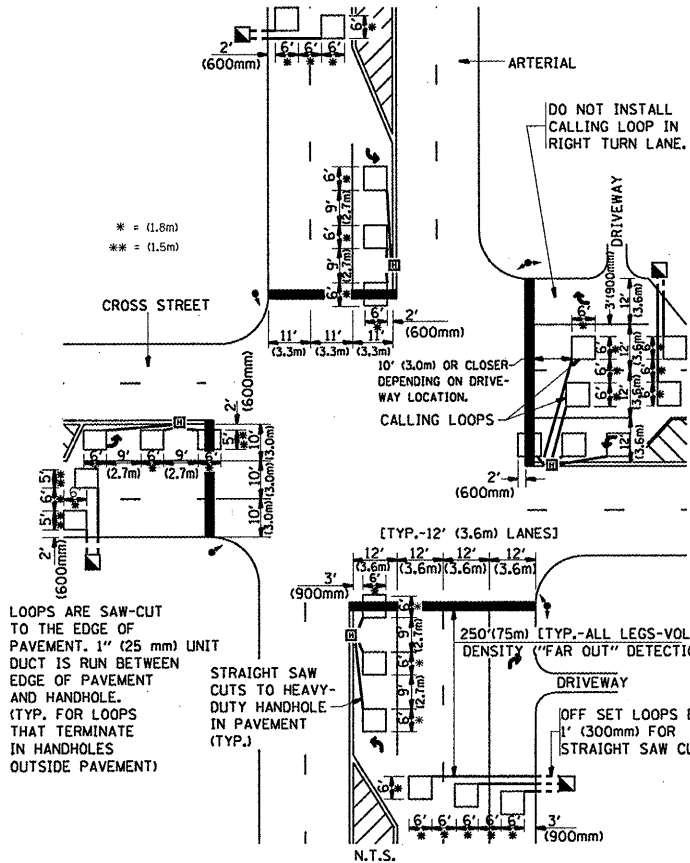 6'
*
6' 6' 6'
* * *
2'
(600mm)
ARTERIAL
DO NOT INSTALL
CALLING LOOP IN
RIGHT TURN LANE.
DRIVEWAY
* = (1.8m)
** = (1.5m)
6' *
9' (2.7m)
6' *
9' (2.7m)
6' *
H
CROSS STREET
6'
*
2'
(600mm)
11' 11' 11'
(3.3m) (3.3m) (3.3m)
3'(900mm)
12'
(3.6m)
6'
*
10' (3.0m) OR CLOSER
DEPENDING ON DRIVE-
WAY LOCATION.
CALLING LOOPS
6' *
6' *
6' *
12'
(3.6m)
12'
(3.6m)
6' *
6' *
6' *
12'
(3.6m)
H
2'
(600mm)
2'
(600mm)
H
5' **
10' (3.0m)
10' (3.0m)
10' (3.0m)
6' 9' 6' 9' 6'
* (2.7m) * (2.7m) *
5' **
6' *
5' **
6'
*
2'
(600mm)
[TYP.-12' (3.6m) LANES]
12' 12' 12' 12'
(3.6m) (3.6m) (3.6m) (3.6m)
3'
(900mm)
6'
*
6' *
9' (2.7m)
6' *
9' (2.7m)
6' *
H
250'(75m) [TYP.-ALL LEGS-VOL
DENSITY ("FAR OUT" DETECTIO
DRIVEWAY
LOOPS ARE SAW-CUT
TO THE EDGE OF
PAVEMENT. 1" (25 mm) UNIT
DUCT IS RUN BETWEEN
EDGE OF PAVEMENT
AND HANDHOLE.
(TYP. FOR LOOPS
THAT TERMINATE
IN HANDHOLES
OUTSIDE PAVEMENT)
STRAIGHT SAW
CUTS TO HEAVY-
DUTY HANDHOLE
IN PAVEMENT
(TYP.)
OFF SET LOOPS
1' (300mm) FOR
STRAIGHT SAW CU
6'
*
6' 6' 6' 6' 6'
* * * * *
3'
(900mm)
N.T.S.